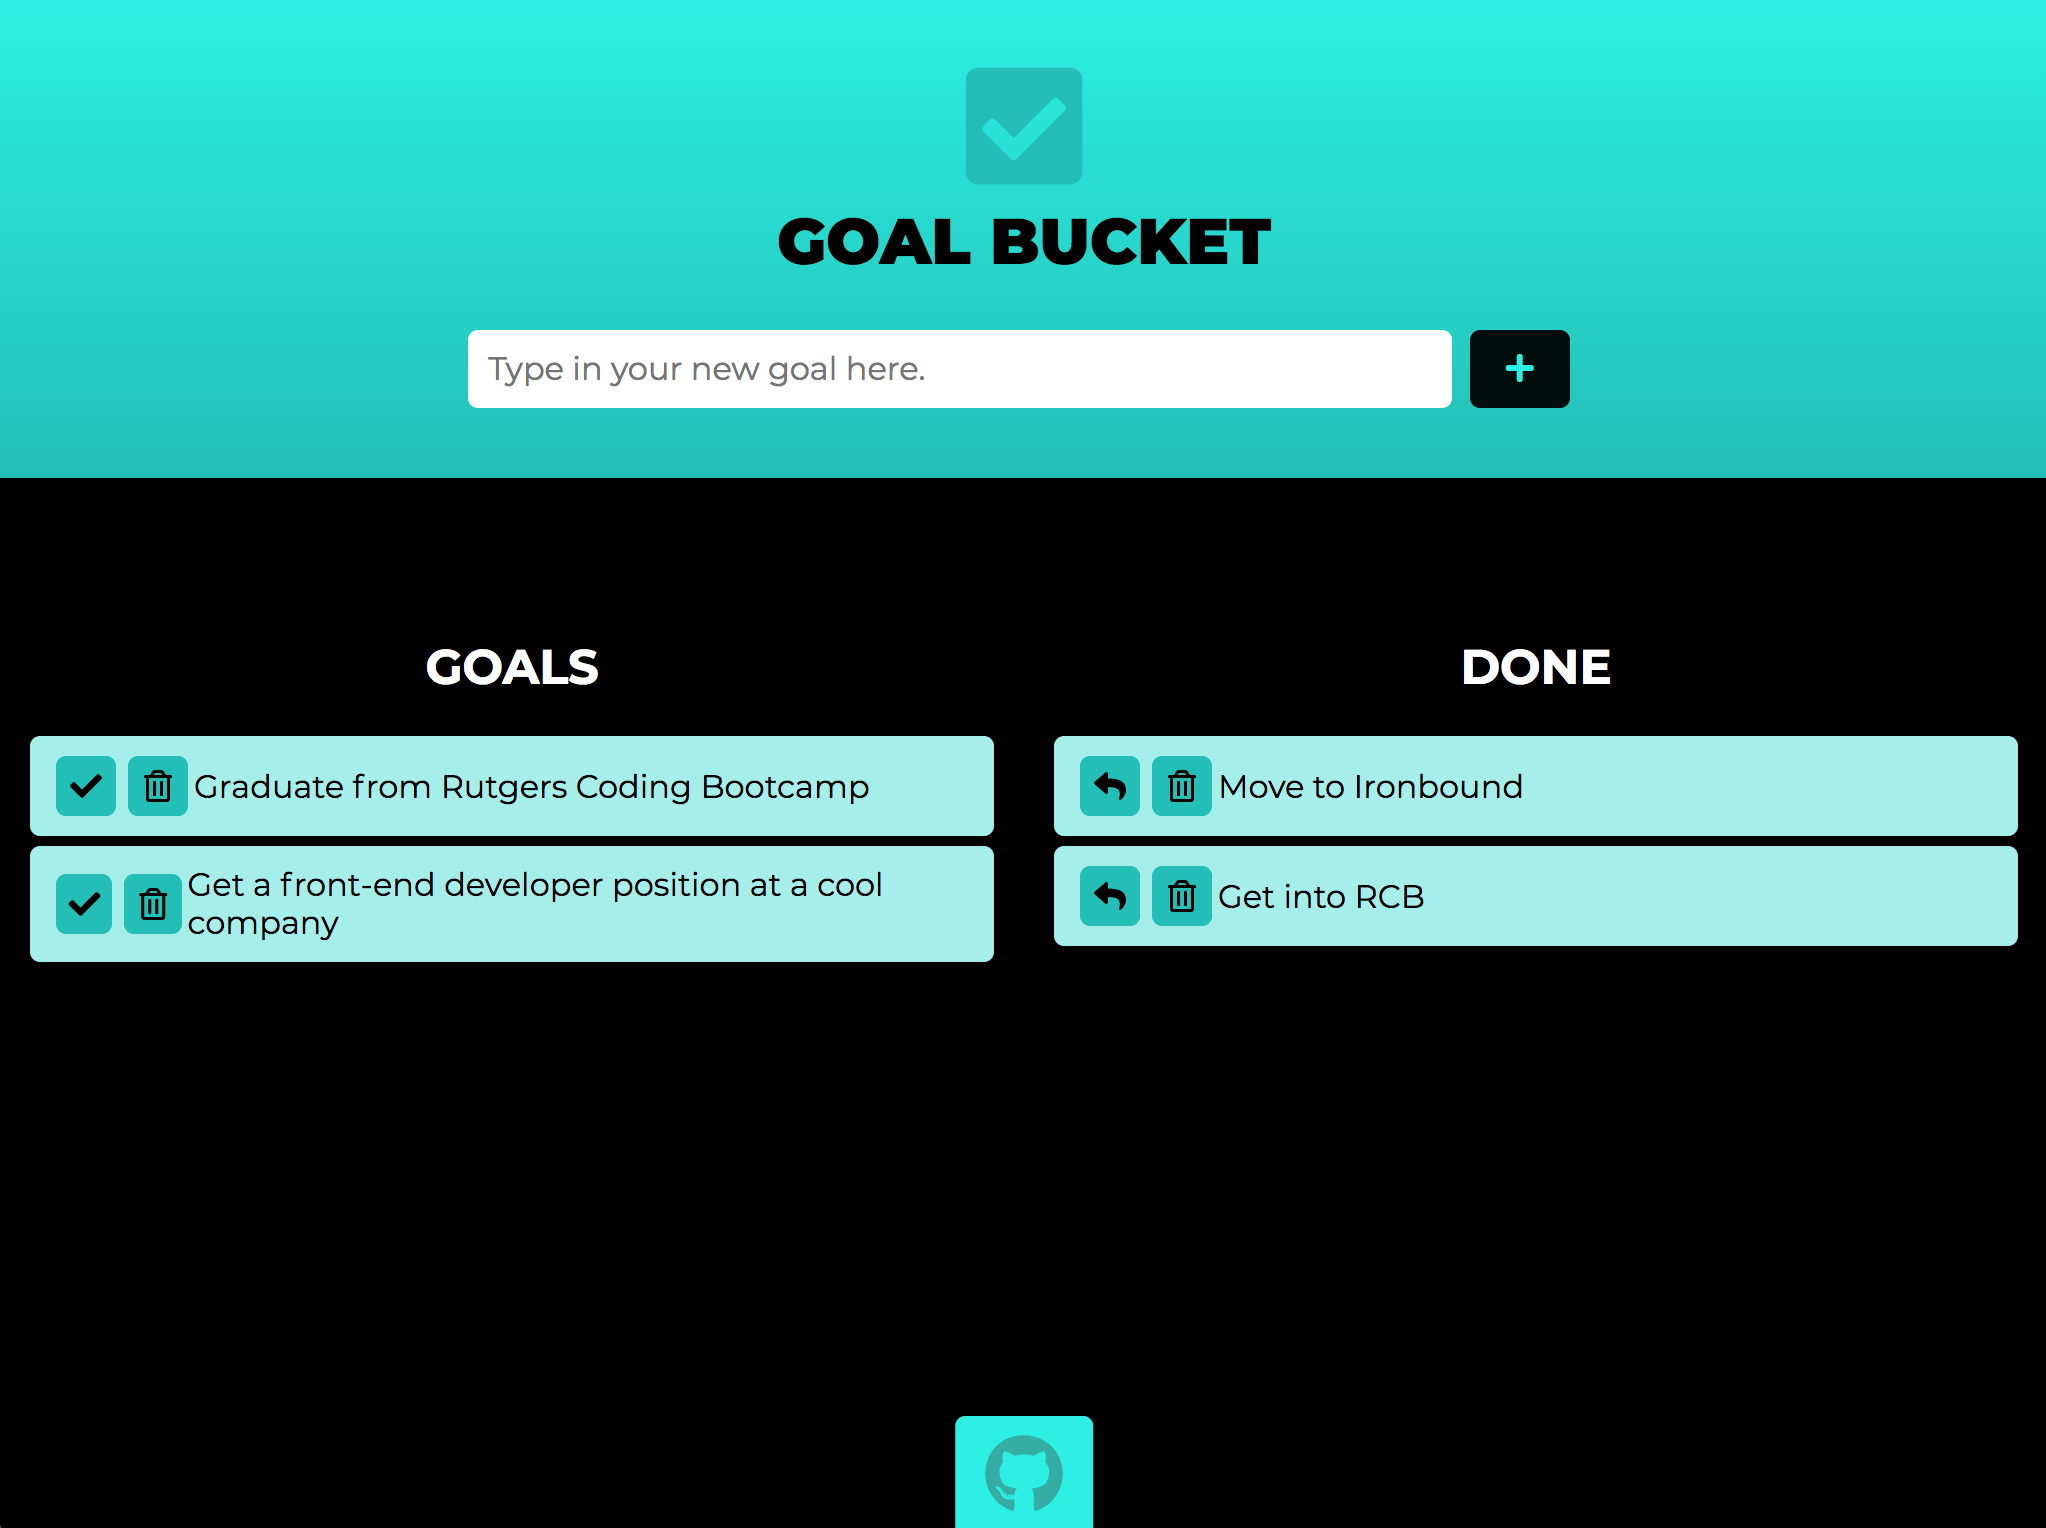 GOAL BUCKET
Type in your new goal here.
GOALS
Graduate from Rutgers Coding Bootcamp
Get a front-end developer position at a cool
company
DONE
Move to Ironbound
Get into RCB